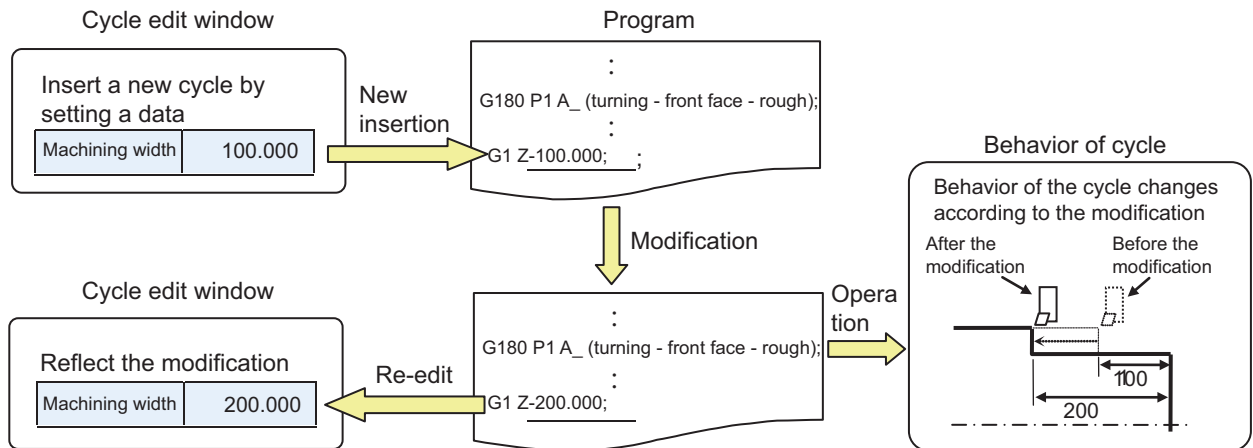 Cycle edit window
Insert a new cycle by
setting a data
Machining width 100.000
New
insertion
Program
:
G180 P1 A_ (turning - front face - rough);
:
G1 Z-100.000; ;
Modification
Cycle edit window
Reflect the modification
Machining width 200.000
Re-edit
:
G180 P1 A_ (turning - front face - rough);
:
G1 Z-200.000;
Opera
tion
Behavior of cycle
Behavior of the cycle changes
according to the modification
After the
modification
Before the
modification
100
200